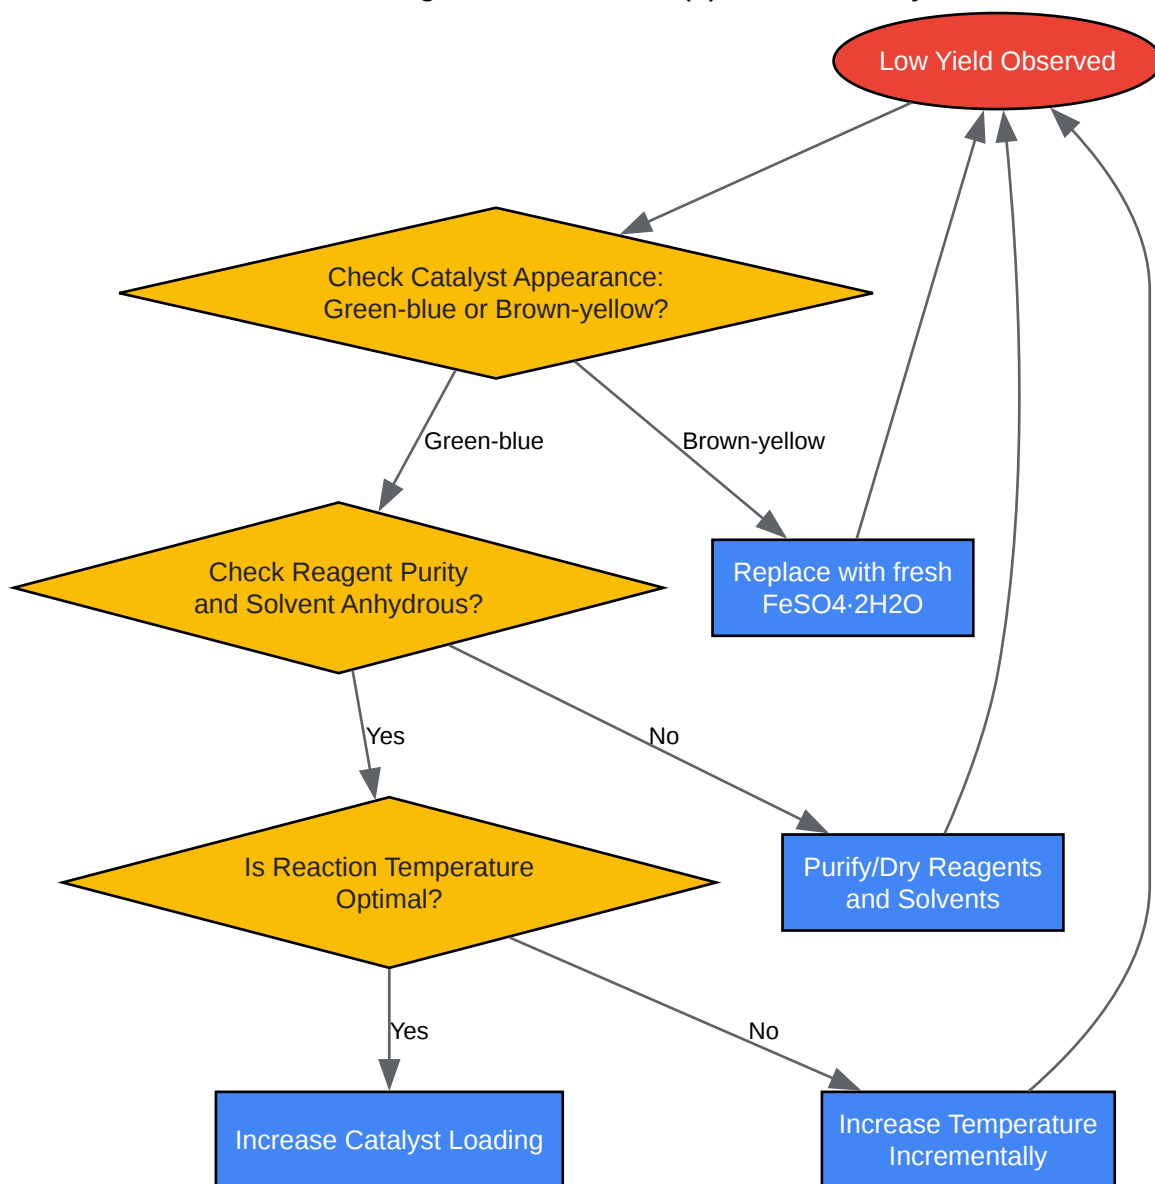 Low Yield Observed
Check Catalyst Appearance:
Green-blue or Brown-yellow?
Green-blue
Brown-yellow
Check Reagent Purity
and Solvent Anhydrous?
Replace with fresh
FeSO4·2H2O
Yes
No
Is Reaction Temperature
Optimal?
Purify/Dry Reagents
and Solvents
Yes
No
Increase Catalyst Loading
Increase Temperature
Incrementally